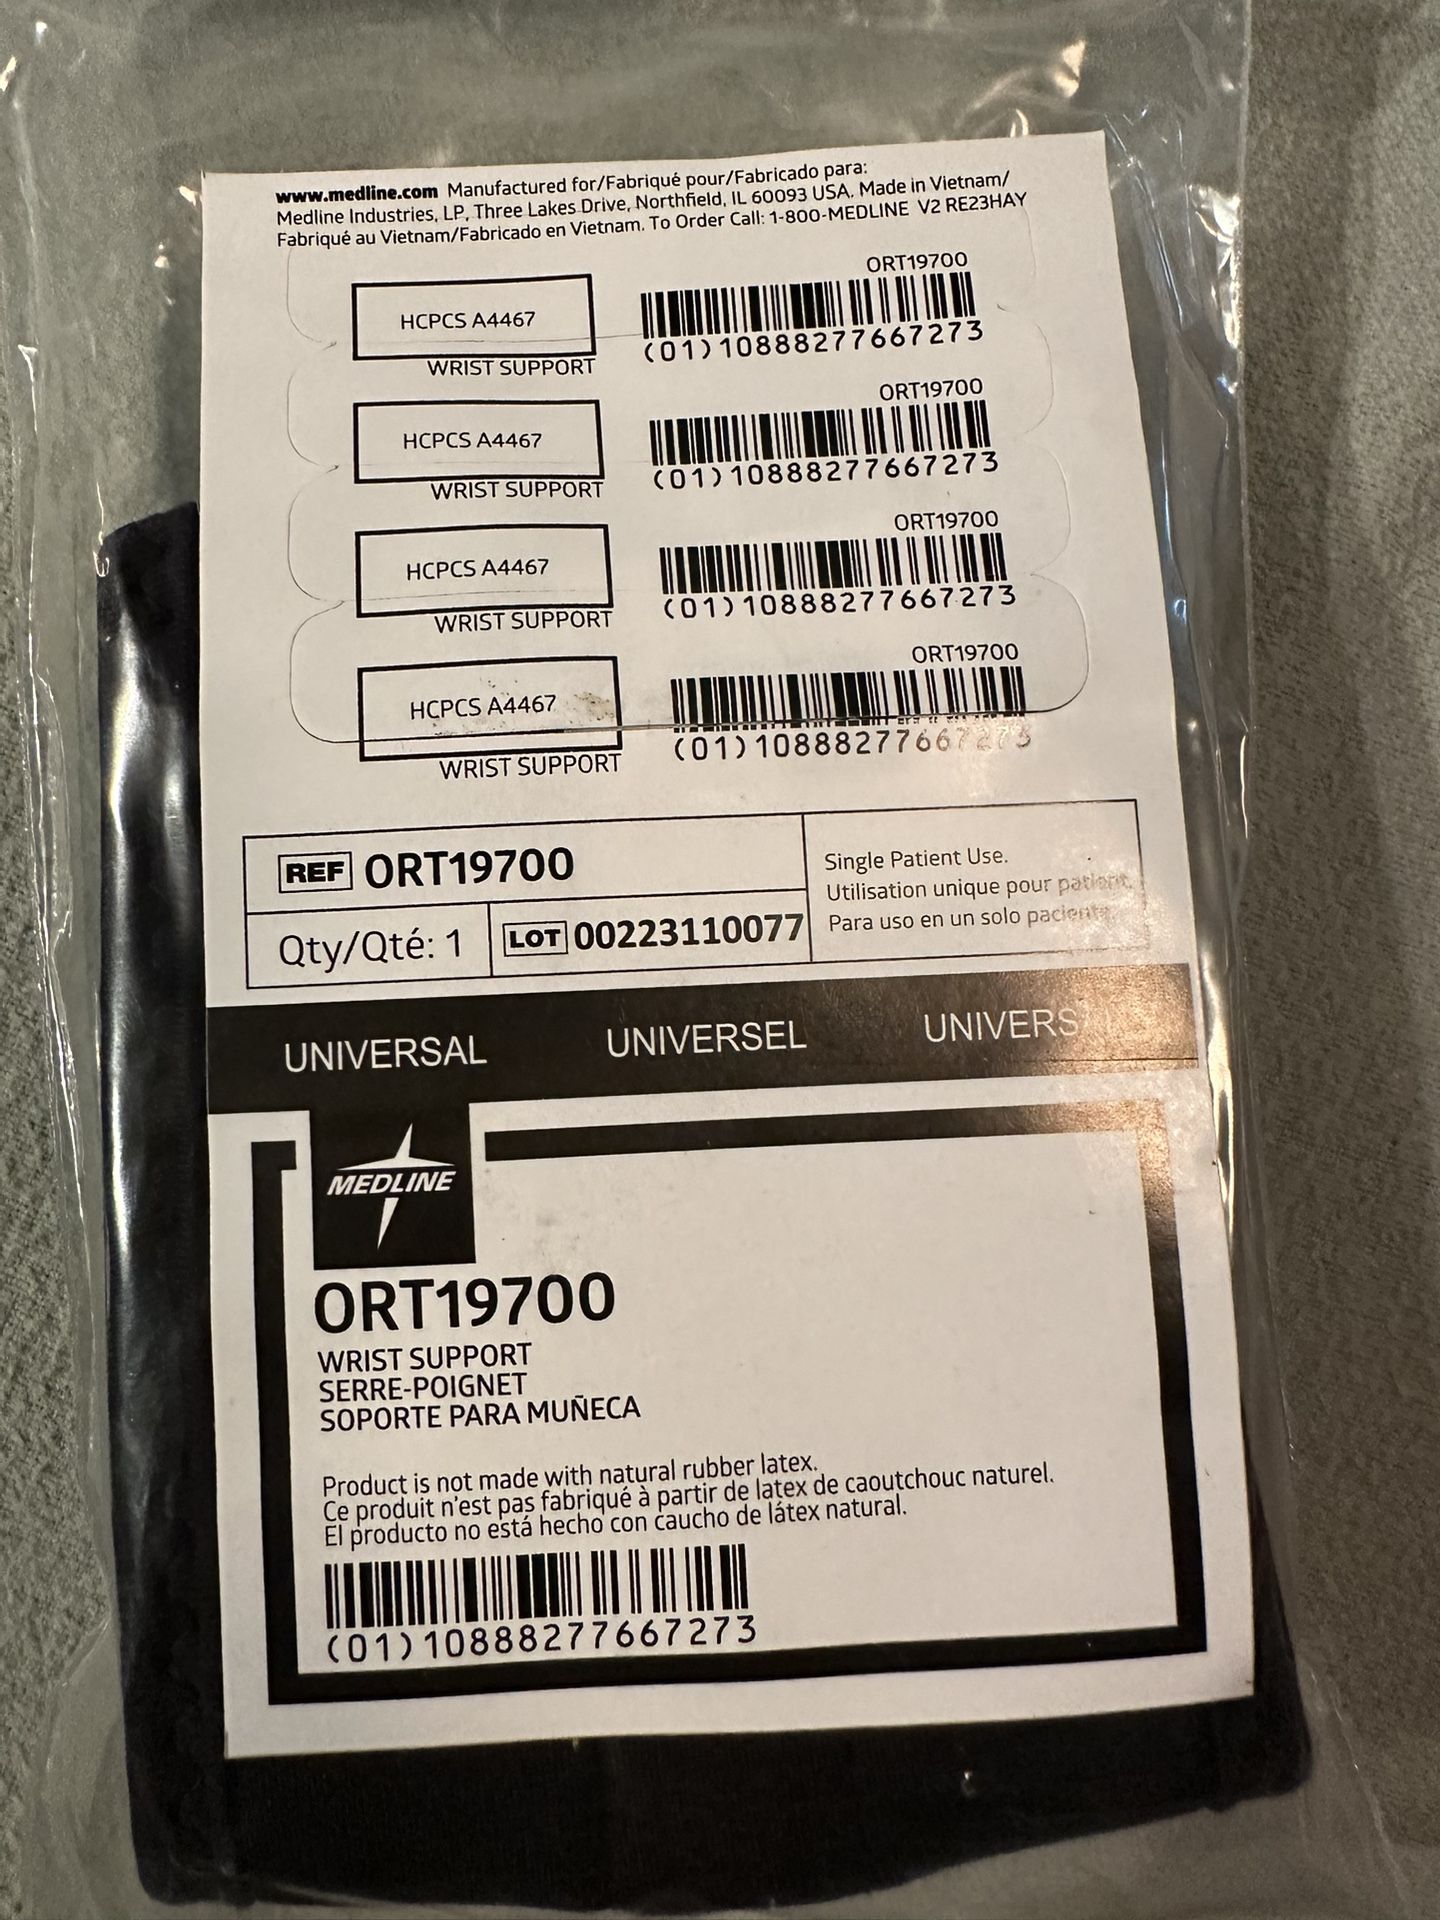 www.medline.com Manufactured for/Fabriqué pour/Fabricado para:
Medline Industries, LP, Three Lakes Drive, Northfield, IL 60093 USA. Made in Vietnam/
Fabriqué au Vietnam/Fabricado en Vietnam. To Order Call: 1-800-MEDLINE V2 RE23HAY
ORT19700
HCPCS A4467
(01)10888277667273
WRIST SUPPORT
ORT19700
HCPCS A4467
(01)10888277667273
WRIST SUPPORT
ORT19700
HCPCS A4467
(01)10888277667273
WRIST SUPPORT
ORT19700
HCPCS A4467
(01)10888277667273
WRIST SUPPORT
REF ORT19700
Qty/Qté: 1
LOT 00223110077
Single Patient Use.
Utilisation unique pour patient.
Para uso en un solo paciente.
UNIVERSAL UNIVERSEL
MEDLINE
ORT19700
WRIST SUPPORT
SERRE-POIGNET
SOPORTE PARA MUÑECA
Product is not made with natural rubber latex.
Ce produit n'est pas fabriqué à partir de latex de caoutchouc naturel.
El producto no está hecho con caucho de látex natural.
(01)10888277667273